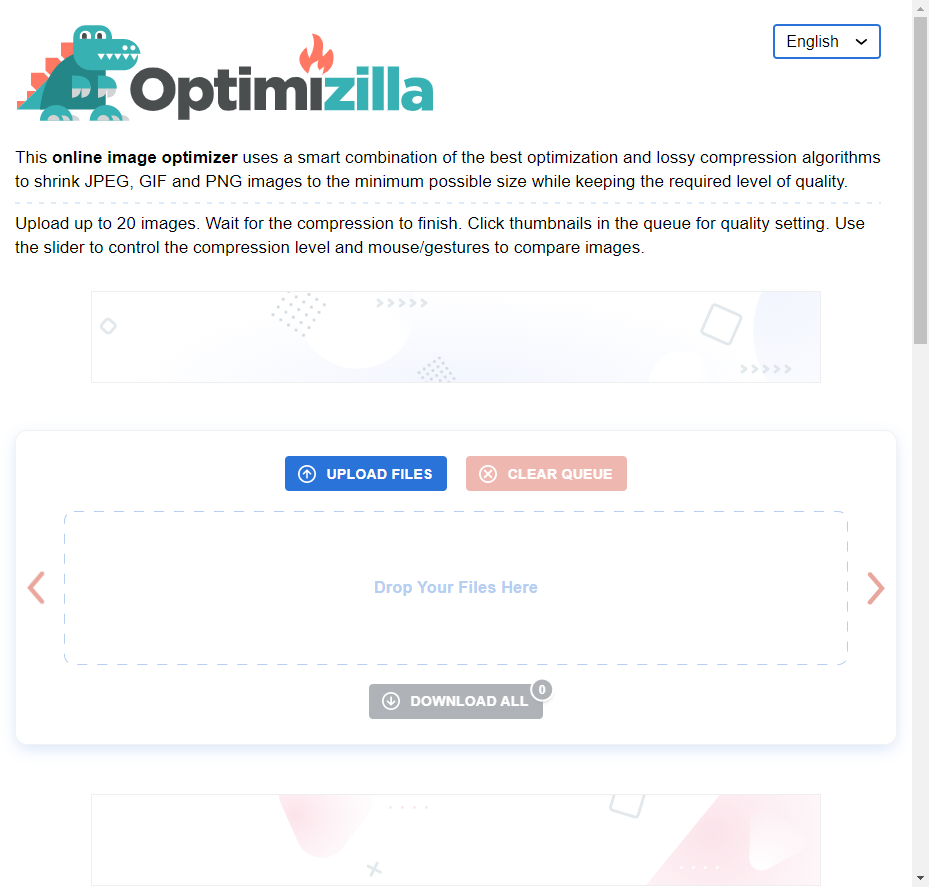 Optimizilla
English
This online image optimizer uses a smart combination of the best optimization and lossy compression algorithms
to shrink JPEG, GIF and PNG images to the minimum possible size while keeping the required level of quality.
Upload up to 20 images. Wait for the compression to finish. Click thumbnails in the queue for quality setting. Use
the slider to control the compression level and mouse/gestures to compare images.
UPLOAD FILES
CLEAR QUEUE
Drop Your Files Here
DOWNLOAD ALL
0